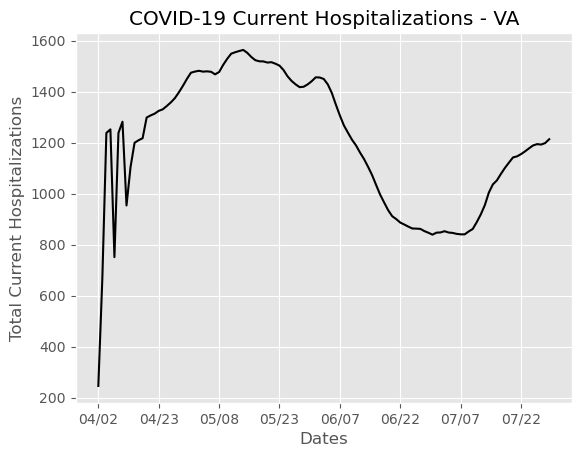 COVID-19 Current Hospitalizations - VA
1600
1400
1200
1000
800
600
400
200
Total Current Hospitalizations
04/02 04/23 05/08 05/23 06/07 06/22 07/07 07/22
Dates